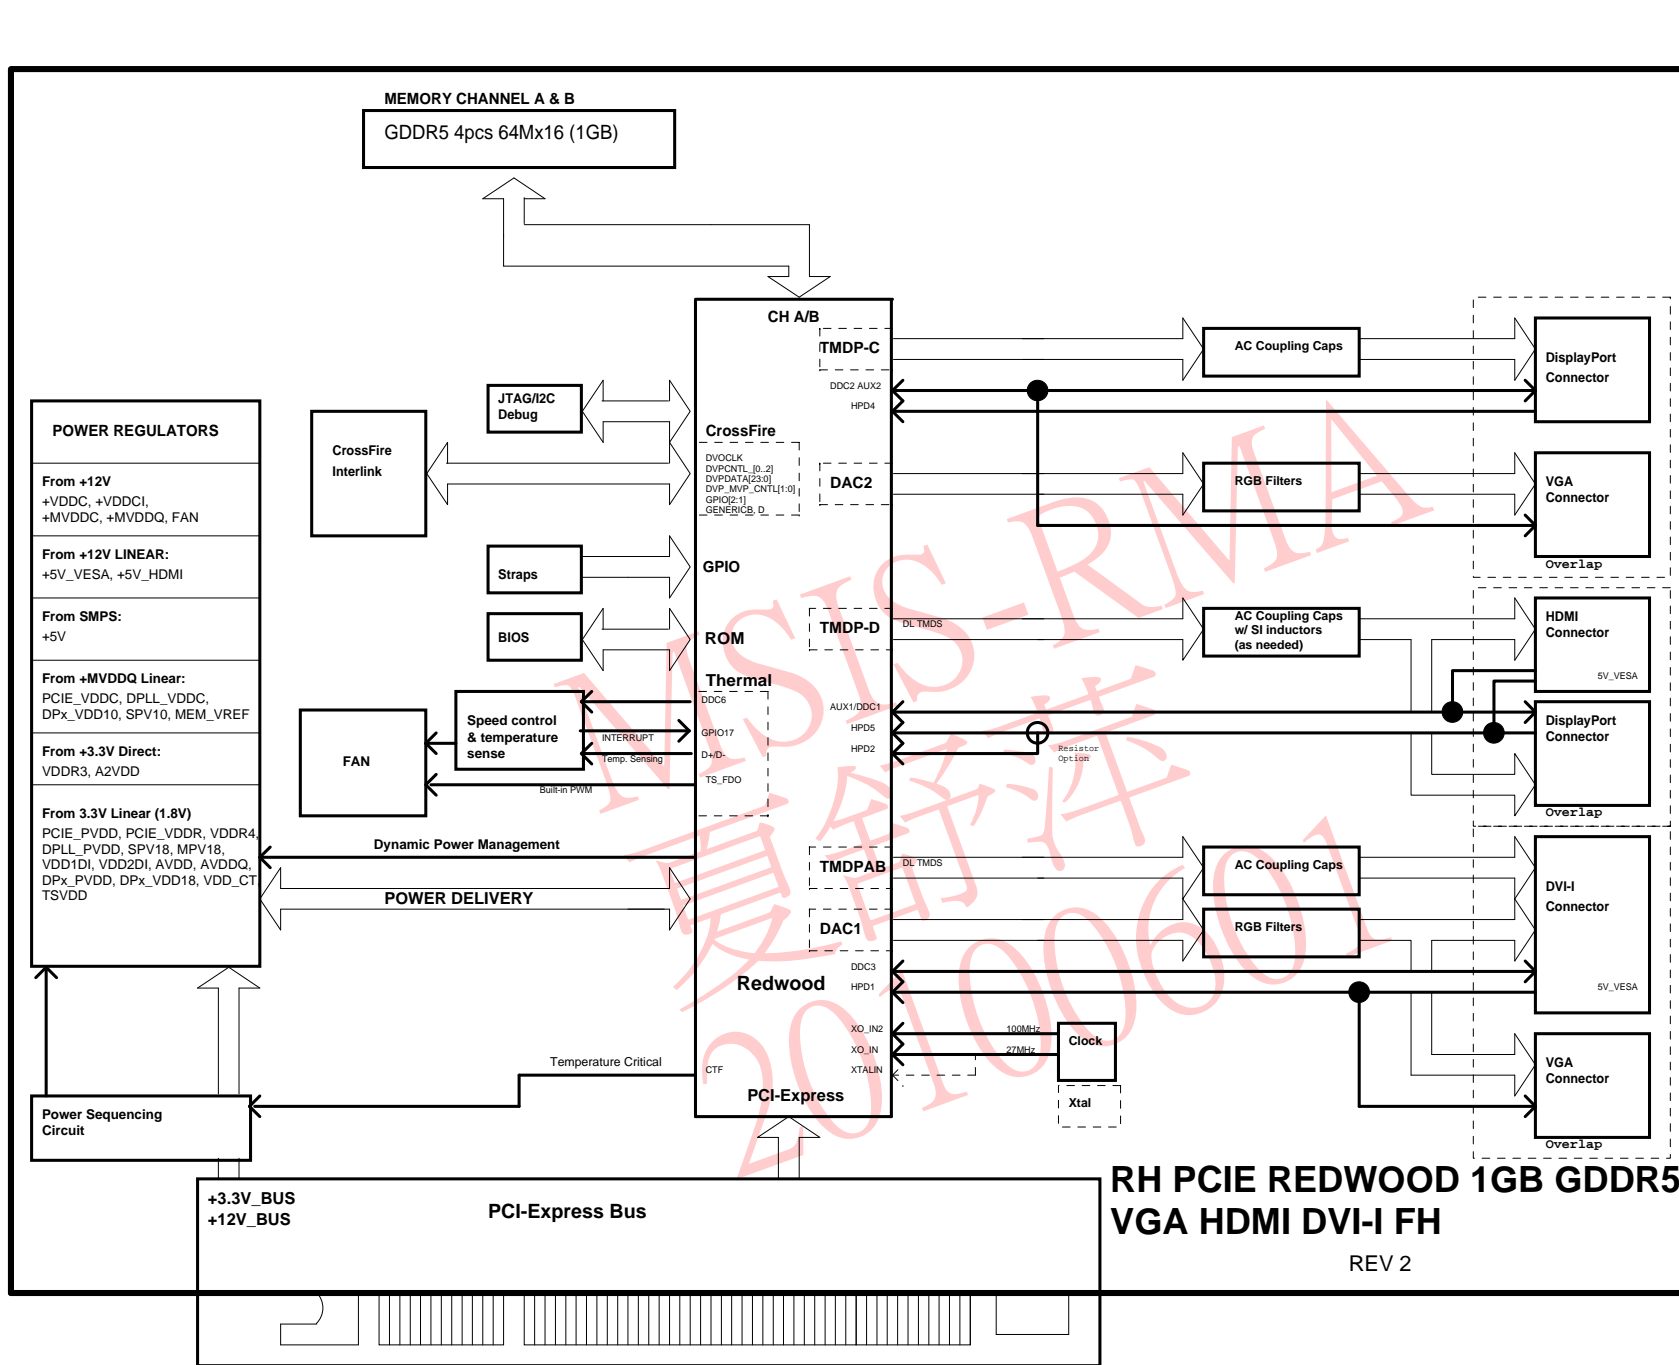 MEMORY CHANNEL A & B
GDDR5 4pcs 64Mx16 (1GB)
CH A/B
TMDP-C
DDC2 AUX2
HPD4
AC Coupling Caps
DisplayPort
Connector
JTAG/I2C
Debug
CrossFire
Interlink
CrossFire
DVOCLK
DVPCNTL_[0..2]
DVPDATA[23:0]
DVP_MVP_CNTL[1:0]
GPIO[2:1]
GENERICB, D
DAC2
RGB Filters
VGA
Connector
Overlap
POWER REGULATORS
From +12V
+VDDC, +VDDCI,
+MVDDC, +MVDDQ, FAN
From +12V LINEAR:
+5V_VESA, +5V_HDMI
From SMPS:
+5V
From +MVDDQ Linear:
PCIE_VDDC, DPLL_VDDC,
DPx_VDD10, SPV10, MEM_VREF
From +3.3V Direct:
VDDR3, A2VDD
From 3.3V Linear (1.8V)
PCIE_PVDD, PCIE_VDDR, VDDR4,
DPLL_PVDD, SPV18, MPV18,
VDD1DI, VDD2DI, AVDD, AVDDQ,
DPx_PVDD, DPx_VDD18, VDD_CT
TSVDD
Straps
GPIO
BIOS
ROM
TMDP-D
DL TMDS
AC Coupling Caps
w/ SI inductors
(as needed)
HDMI
Connector
5V_VESA
Thermal
DDC6
GPIO17
D+/D-
TS_FDO
Speed control
& temperature
sense
INTERRUPT
Temp. Sensing
Built-in PWM
FAN
AUX1/DDC1
HPD5
HPD2
Resistor
Option
DisplayPort
Connector
Overlap
Dynamic Power Management
POWER DELIVERY
TMDPAB
DL TMDS
AC Coupling Caps
DAC1
RGB Filters
DVI-I
Connector
5V_VESA
Redwood
DDC3
HPD1
XO_IN2
XO_IN
XTALIN
100MHz
27MHz
Clock
Xtal
VGA
Connector
Overlap
Temperature Critical
CTF
PCI-Express
Power Sequencing
Circuit
+3.3V_BUS
+12V_BUS
PCI-Express Bus
RH PCIE REDWOOD 1GB GDDR5
VGA HDMI DVI-I FH
REV 2
MSIS-RMA
夏舒萍
20100601